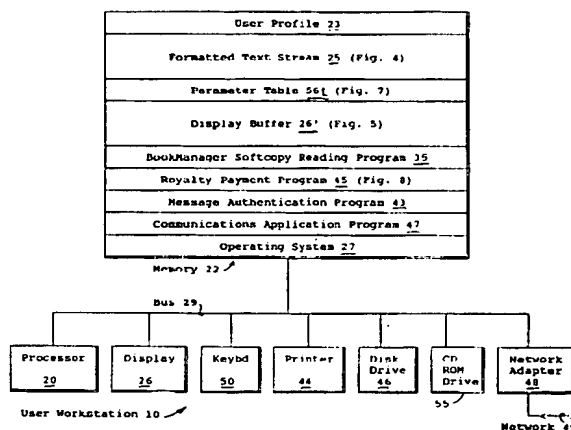 User Profile 23
Formatted Text Stream 25 (Fig. 4)
Parameter Table 56 (Fig. 7)
Display Buffer 26' (Fig. 5)
BookManager Softcopy Reading Program 35
Royalty Payment Program 45 (Fig. 8)
Message Authentication Program 43
Communications Application Program 47
Operating System 27
Memory 22
Bus 29
Processor 20
Display 26
Keybd 50
Printer 44
Disk Drive 46
CD ROM Drive 55
Network Adapter 48
User Workstation 10
Network